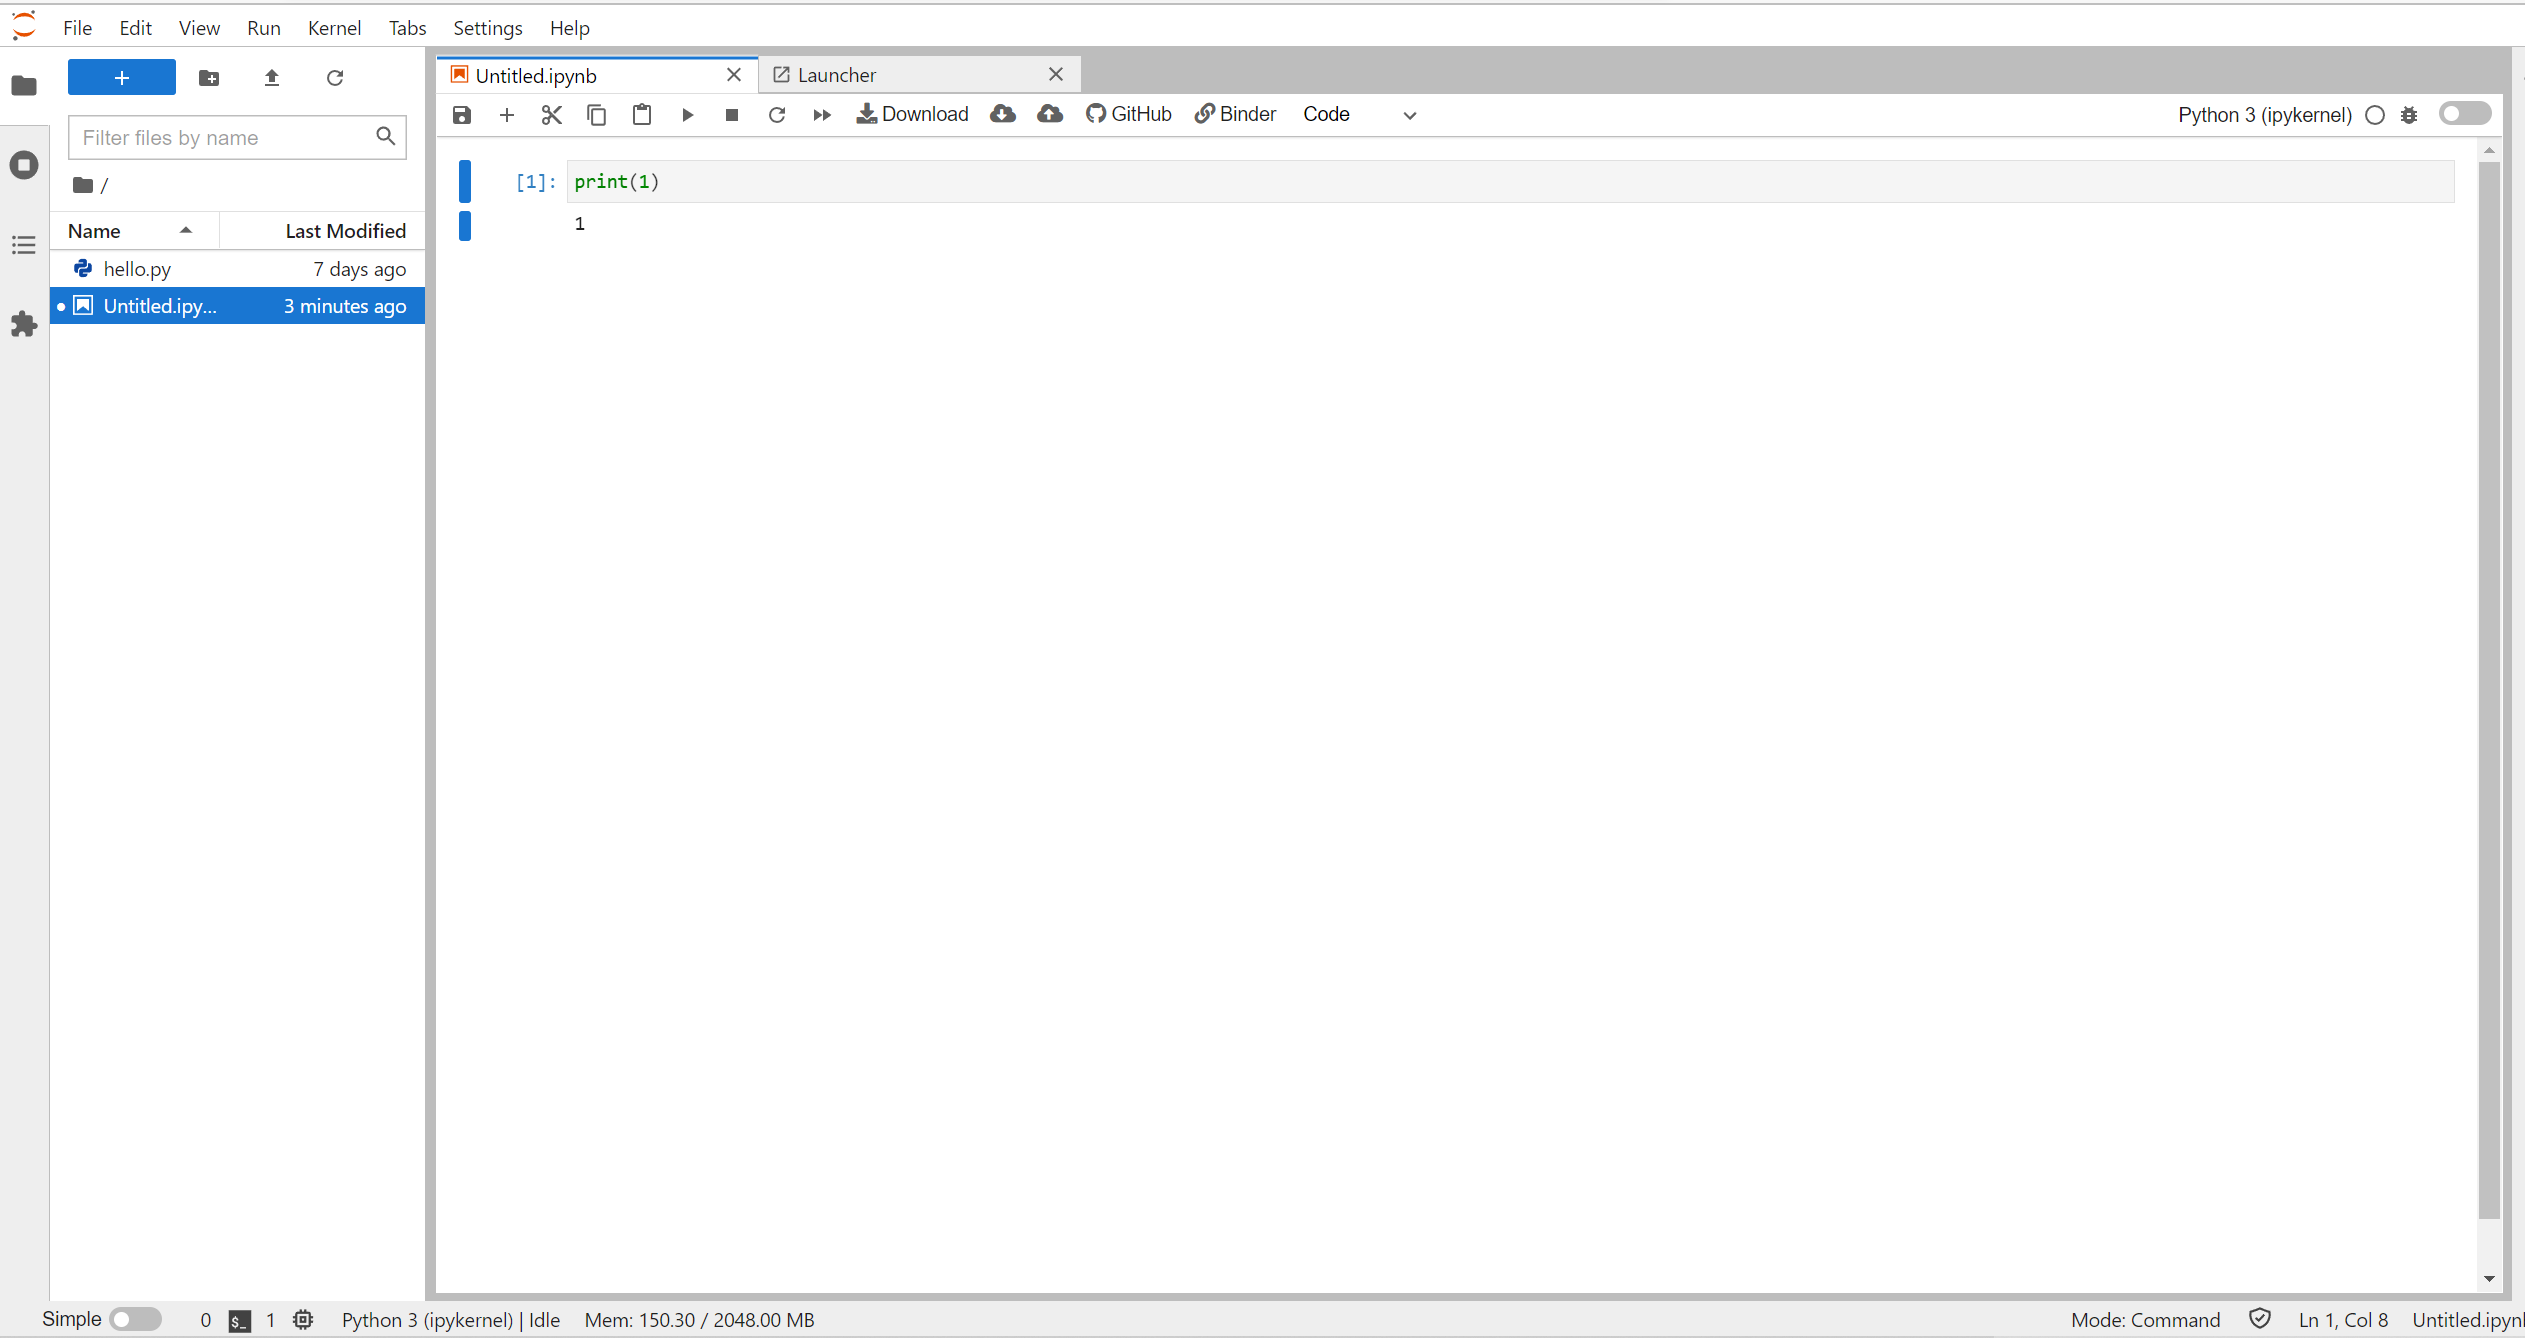 File Edit View Run Kernel Tabs Settings Help
+
Filter files by name
/
Name Last Modified
hello.py 7 days ago
Untitled.ipy... 3 minutes ago
Untitled.ipynb Launcher
Download GitHub Binder Code Python 3 (ipykernel)
[1]: print(1)
1
Simple 0 $_ 1 Python 3 (ipykernel) | Idle Mem: 150.30 / 2048.00 MB Mode: Command Ln 1, Col 8 Untitled.ipyn